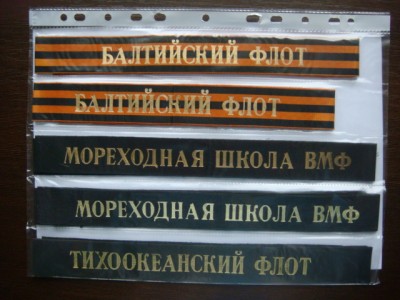 БАЛТИЙСКИЙ ФЛОТ
БАЛТИЙСКИЙ ФЛОТ
МОРЕХОДНАЯ ШКОЛА ВМФ
МОРЕХОДНАЯ ШКОЛА ВМФ
ТИХООКЕАНСКИЙ ФЛОТ